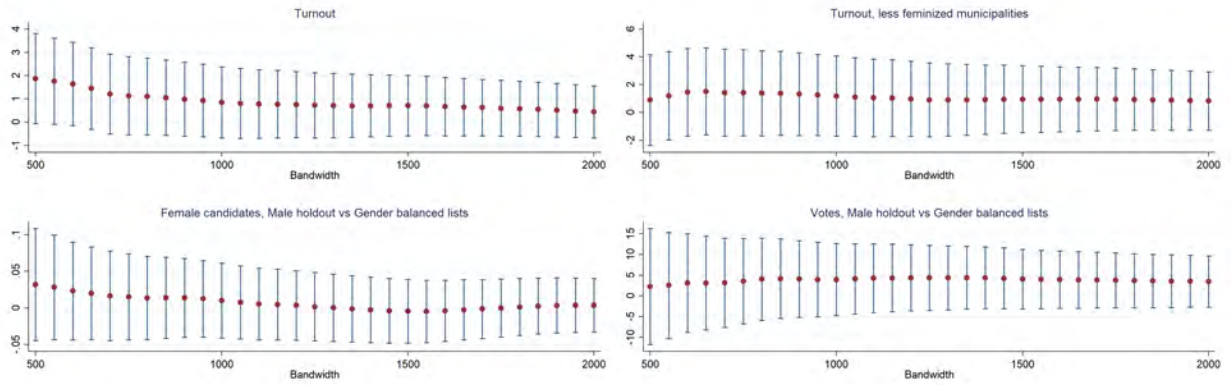 Turnout
4
3
2
1
0
-1
500 1000 1500 2000
Bandwidth
Turnout, less feminized municipalities
6
4
2
0
-2
500 1000 1500 2000
Bandwidth
Female candidates, Male holdout vs Gender balanced lists
.1
.05
0
-.05
500 1000 1500 2000
Bandwidth
Votes, Male holdout vs Gender balanced lists
15
10
5
0
-5
-10
500 1000 1500 2000
Bandwidth